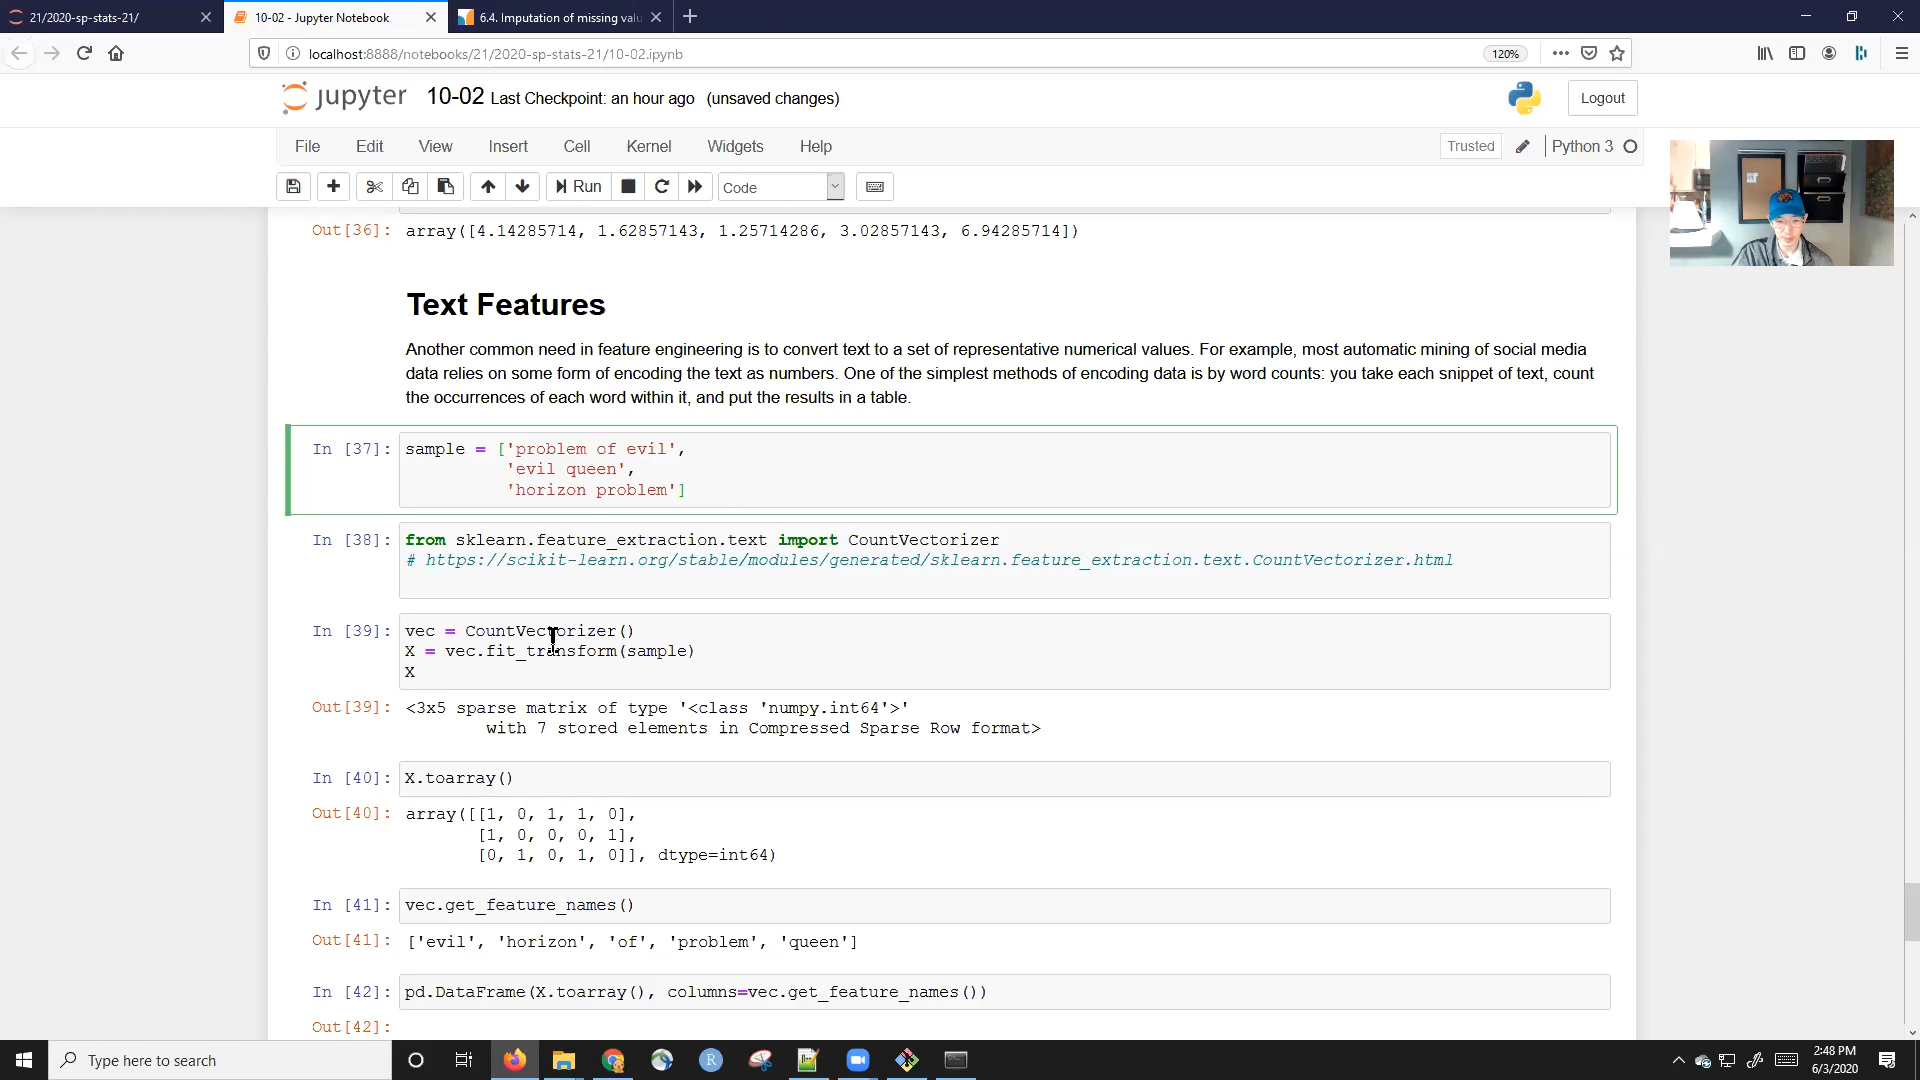 21/2020-sp-stats-21/
10-02 - Jupyter Notebook
6.4. Imputation of missing valu
localhost:8888/notebooks/21/2020-sp-stats-21/10-02.ipynb
120%
jupyter 10-02 Last Checkpoint: an hour ago (unsaved changes)
Logout
File Edit View Insert Cell Kernel Widgets Help
Trusted
Python 3
Run
Code
Out[36]: array([4.14285714, 1.62857143, 1.25714286, 3.02857143, 6.94285714])
Text Features
Another common need in feature engineering is to convert text to a set of representative numerical values. For example, most automatic mining of social media
data relies on some form of encoding the text as numbers. One of the simplest methods of encoding data is by word counts: you take each snippet of text, count
the occurrences of each word within it, and put the results in a table.
In [37]: sample = ['problem of evil',
'evil queen',
'horizon problem']
In [38]: from sklearn.feature_extraction.text import CountVectorizer
# https://scikit-learn.org/stable/modules/generated/sklearn.feature_extraction.text.CountVectorizer.html
In [39]: vec = CountVectorizer()
X = vec.fit_transform(sample)
X
Out[39]: <3x5 sparse matrix of type '<class 'numpy.int64'>'
with 7 stored elements in Compressed Sparse Row format>
In [40]: X.toarray()
Out[40]: array([[1, 0, 1, 1, 0],
[1, 0, 0, 0, 1],
[0, 1, 0, 1, 0]], dtype=int64)
In [41]: vec.get_feature_names()
Out[41]: ['evil', 'horizon', 'of', 'problem', 'queen']
In [42]: pd.DataFrame(X.toarray(), columns=vec.get_feature_names())
Out[42]:
Type here to search
2:48 PM
6/3/2020